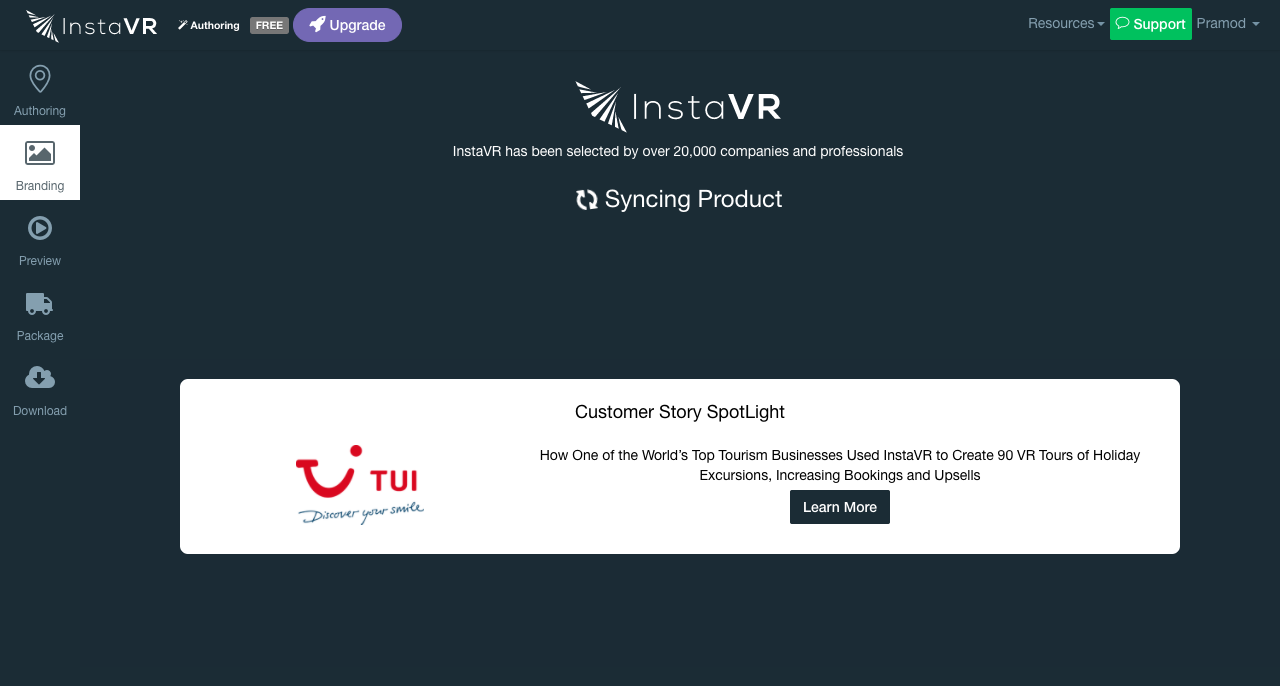 InstaVR Authoring FREE Upgrade Resources Support Pramod
Authoring
Branding
Preview
Package
Download
InstaVR
InstaVR has been selected by over 20,000 companies and professionals
Syncing Product
Customer Story SpotLight
TUI
Discover your smile
How One of the World's Top Tourism Businesses Used InstaVR to Create 90 VR Tours of Holiday
Excursions, Increasing Bookings and Upsells
Learn More